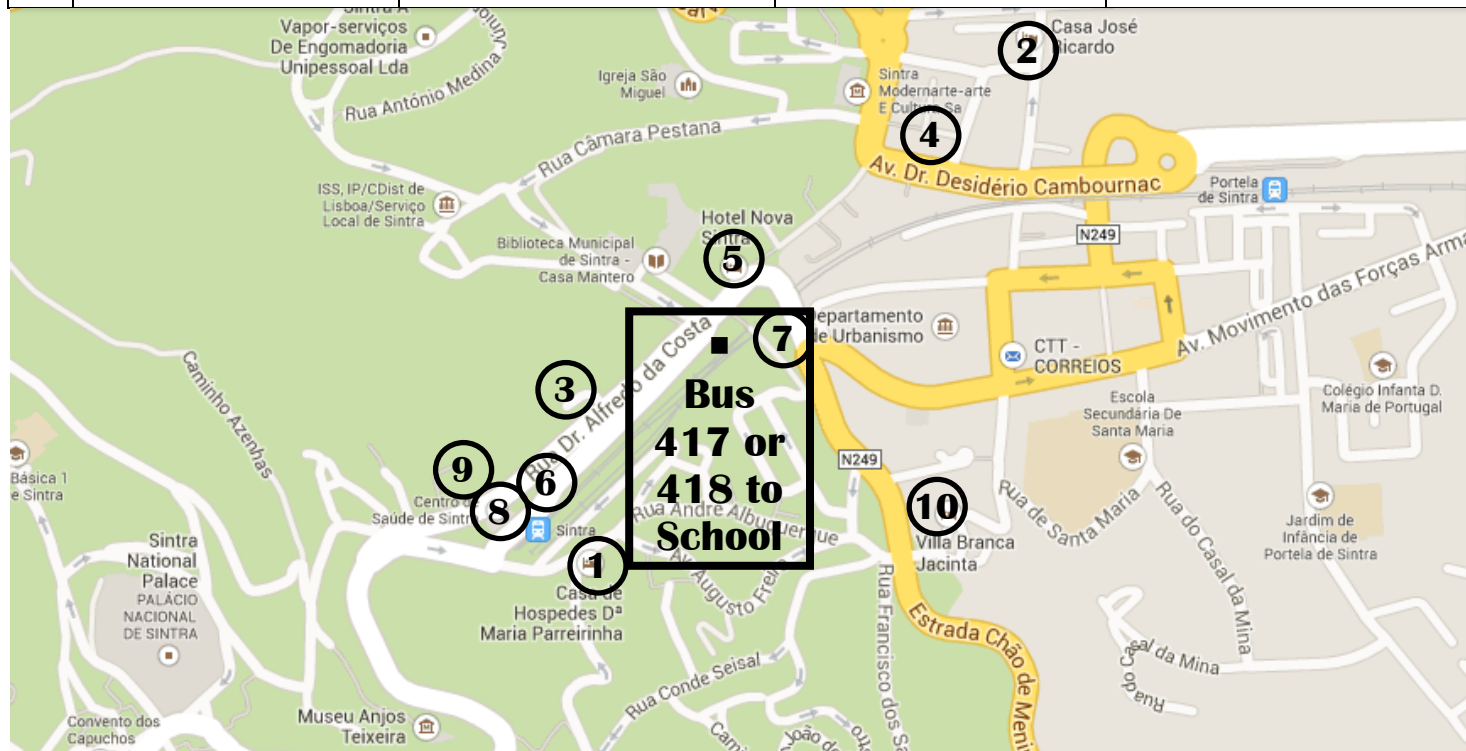 Sintra A
Vapor-serviços
De Engomadoria
Unipessoal Lda
Rua António Medina
Junior
Igreja São
Miguel
Sintra
Modernarte-arte
E Cultura Sa
2
Casa José
Ricardo
4
Rua Câmara Pestana
Av. Dr. Desidério Cambournac
Portela
de Sintra
ISS, IP/CDist de
Lisboa/Serviço
Local de Sintra
Hotel Nova
Sintra
5
N249
Biblioteca Municipal
de Sintra -
Casa Mantero
Av. Movimento das Forças Arma
7
Departamento
de Urbanismo
CTT -
CORREIOS
Rua Dr. Alfredo da Costa
Bus
417 or
418 to
School
3
Caminho Azenhas
Escola
Secundária De
Santa Maria
Colégio Infanta D.
Maria de Portugal
N249
9
6
8
Básica 1
e Sintra
Centro de
Saúde de Sintra
Sintra
Rua André Albuquerque
10
Villa Branca
Jacinta
Rua de Santa Maria
Rua do Casal da Mina
Jardim de
Infância de
Portela de Sintra
Sintra
National
Palace
PALÁCIO
NACIONAL
DE SINTRA
1
Casa de
Hospedes Dª
Maria Parreirinha
Av. Augusto Freire
Rua Francisco dos Sa
Estrada Chão de Meni
Rua do Casal da Mina
Rua Conde Seisal
Museu Anjos
Teixeira
Convento dos
Capuchos
João de